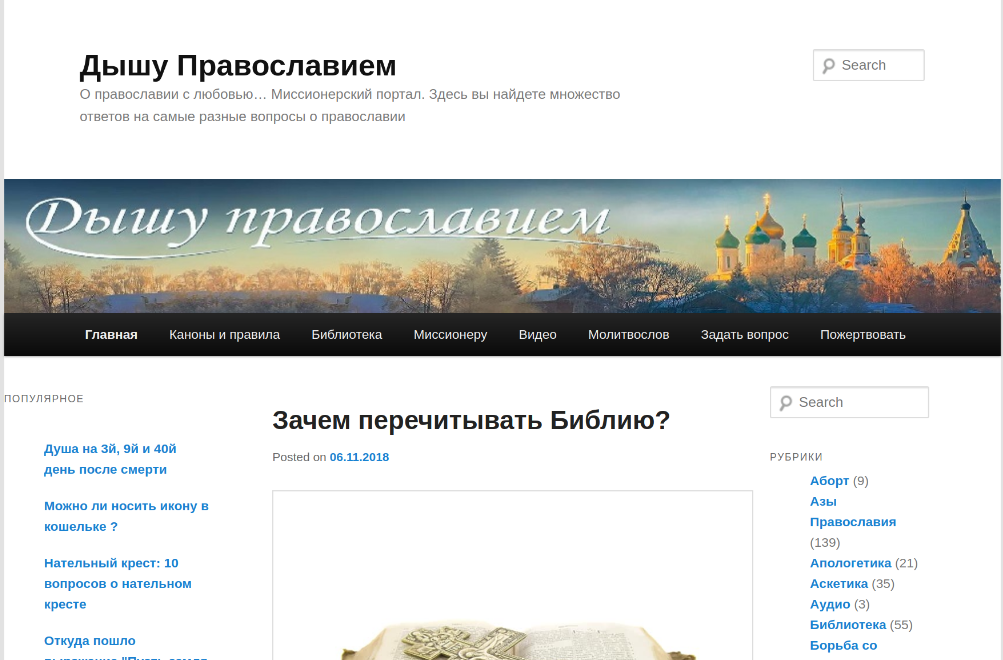 Дышу Православием
Search
О православии с любовью… Миссионерский портал. Здесь вы найдете множество
ответов на самые разные вопросы о православии
Дышу православием
Главная Каноны и правила Библиотека Миссионеру Видео Молитвослов Задать вопрос Пожертвовать
ПОПУЛЯРНОЕ
Душа на 3й, 9й и 40й
день после смерти
Можно ли носить икону в
кошельке ?
Нательный крест: 10
вопросов о нательном
кресте
Откуда пошло
выражение "Пусть земля
Зачем перечитывать Библию?
Posted on 06.11.2018
Search
РУБРИКИ
Аборт (9)
Азы
Православия
(139)
Апологетика (21)
Аскетика (35)
Аудио (3)
Библиотека (55)
Борьба со